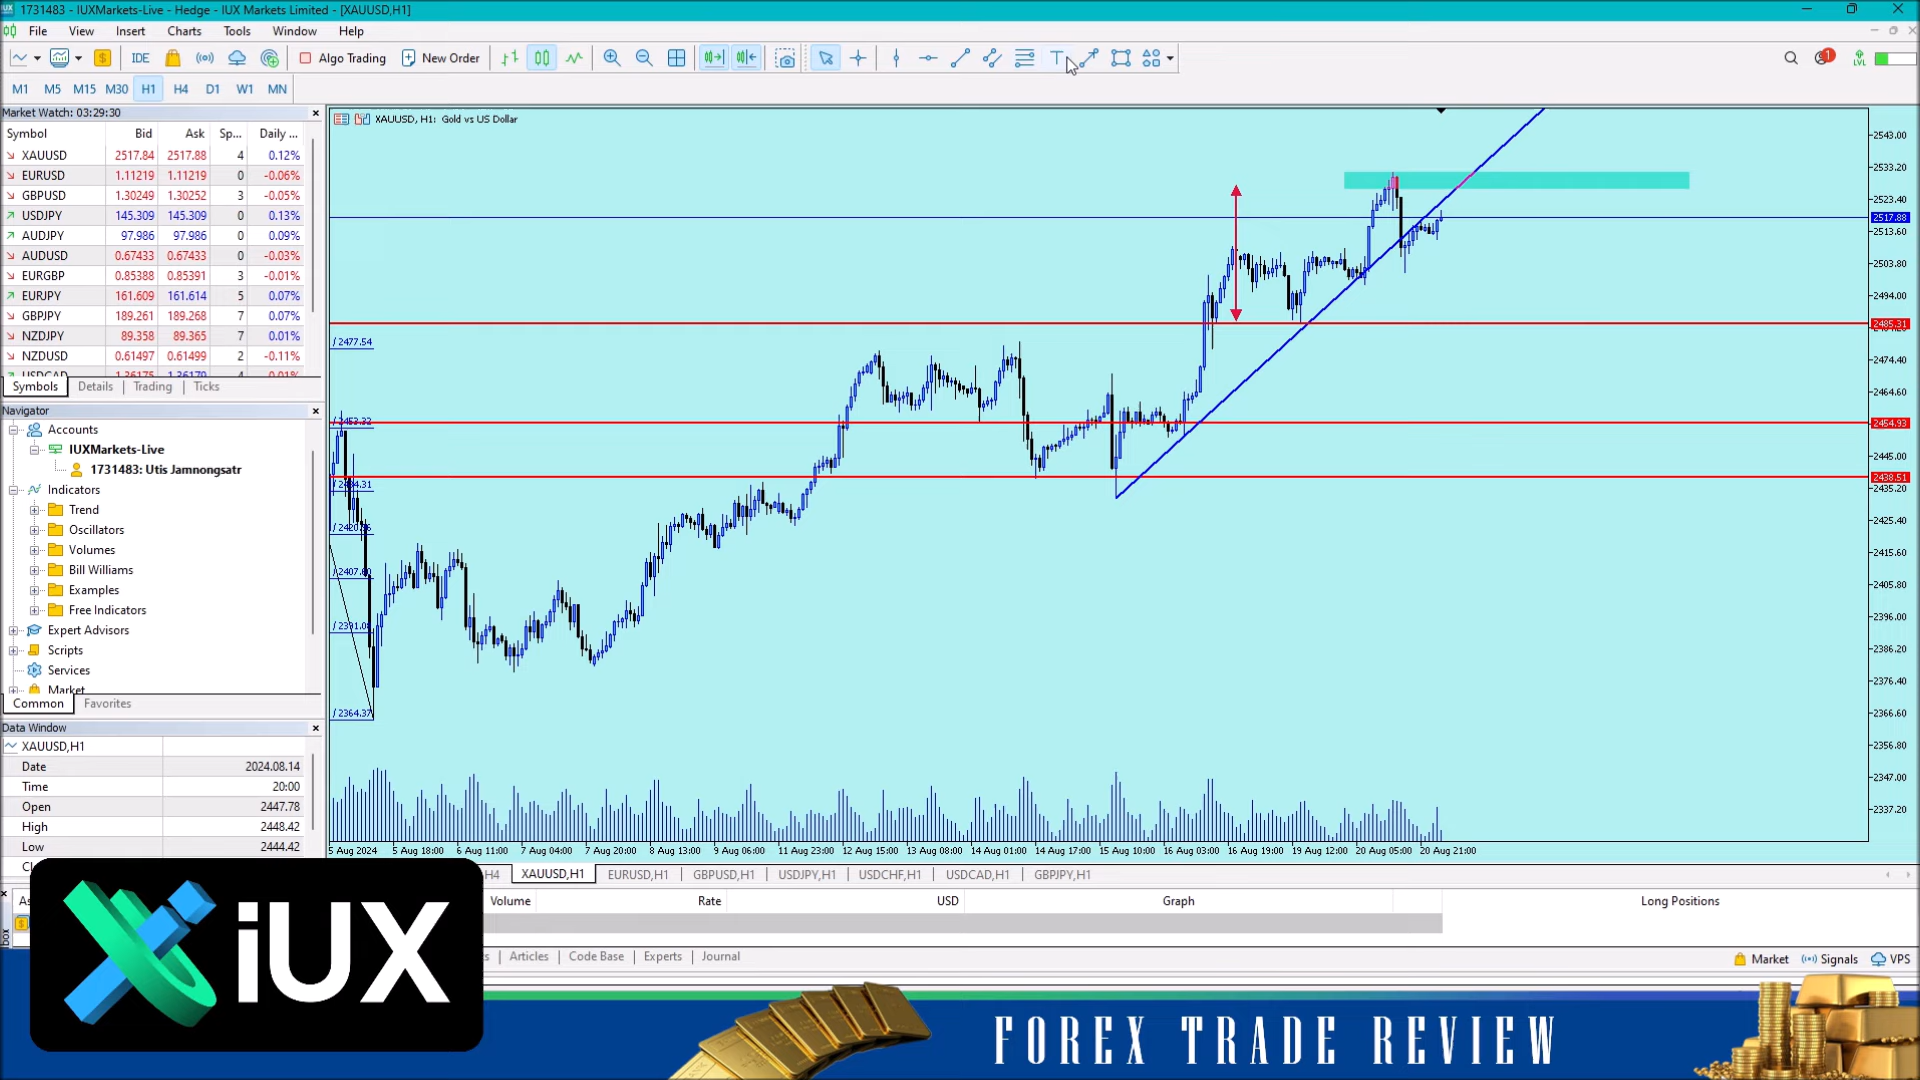 1731483 - IUXMarkets-Live - Hedge - IUX Markets Limited - [XAUUSD,H1]
File View Insert Charts Tools Window Help
IDE Algo Trading New Order
1
LVL
M1 M5 M15 M30 H1 H4 D1 W1 MN
Market Watch: 03:29:30
Symbol Bid Ask Sp... Daily ...
XAUUSD 2517.84 2517.88 4 0.12%
EURUSD 1.11219 1.11219 0 -0.06%
GBPUSD 1.30249 1.30252 3 -0.05%
USDJPY 145.309 145.309 0 0.13%
AUDJPY 97.986 97.986 0 0.09%
AUDUSD 0.67433 0.67433 0 -0.03%
EURGBP 0.85388 0.85391 3 -0.01%
EURJPY 161.609 161.614 5 0.07%
GBPJPY 189.261 189.268 7 0.07%
NZDJPY 89.358 89.365 7 0.01%
NZDUSD 0.61497 0.61499 2 -0.11%
USDCAD 1.36175 1.36179 4 0.01%
Symbols Details Trading Ticks
Navigator
Accounts
IUXMarkets-Live
1731483: Utis Jamnongsatr
Indicators
Trend
Oscillators
Volumes
Bill Williams
Examples
Free Indicators
Expert Advisors
Scripts
Services
Market
Common Favorites
Data Window
XAUUSD,H1
Date 2024.08.14
Time 20:00
Open 2447.78
High 2448.42
Low 2444.42
XAUUSD, H1: Gold vs US Dollar
2543.00
2533.20
2523.40
2517.88
2513.60
2503.80
2494.00
2485.31
2474.40
2464.60
2454.93
2445.00
2438.51
2435.20
2425.40
2415.60
2405.80
2396.00
2386.20
2376.40
2366.60
2356.80
2347.00
2337.20
/ 2477.54
/ 2407.60
/ 2364.37
5 Aug 2024 5 Aug 18:00 6 Aug 11:00 7 Aug 04:00 7 Aug 20:00 8 Aug 13:00 9 Aug 06:00 11 Aug 23:00 12 Aug 15:00 13 Aug 08:00 14 Aug 01:00 14 Aug 17:00 15 Aug 10:00 16 Aug 03:00 16 Aug 19:00 19 Aug 12:00 20 Aug 05:00 20 Aug 21:00
H4 XAUUSD,H1 EURUSD,H1 GBPUSD,H1 USDJPY,H1 USDCHF,H1 USDCAD,H1 GBPJPY,H1
Volume Rate USD Graph Long Positions
Articles Code Base Experts Journal
Market Signals VPS
iUX
FOREX TRADE REVIEW